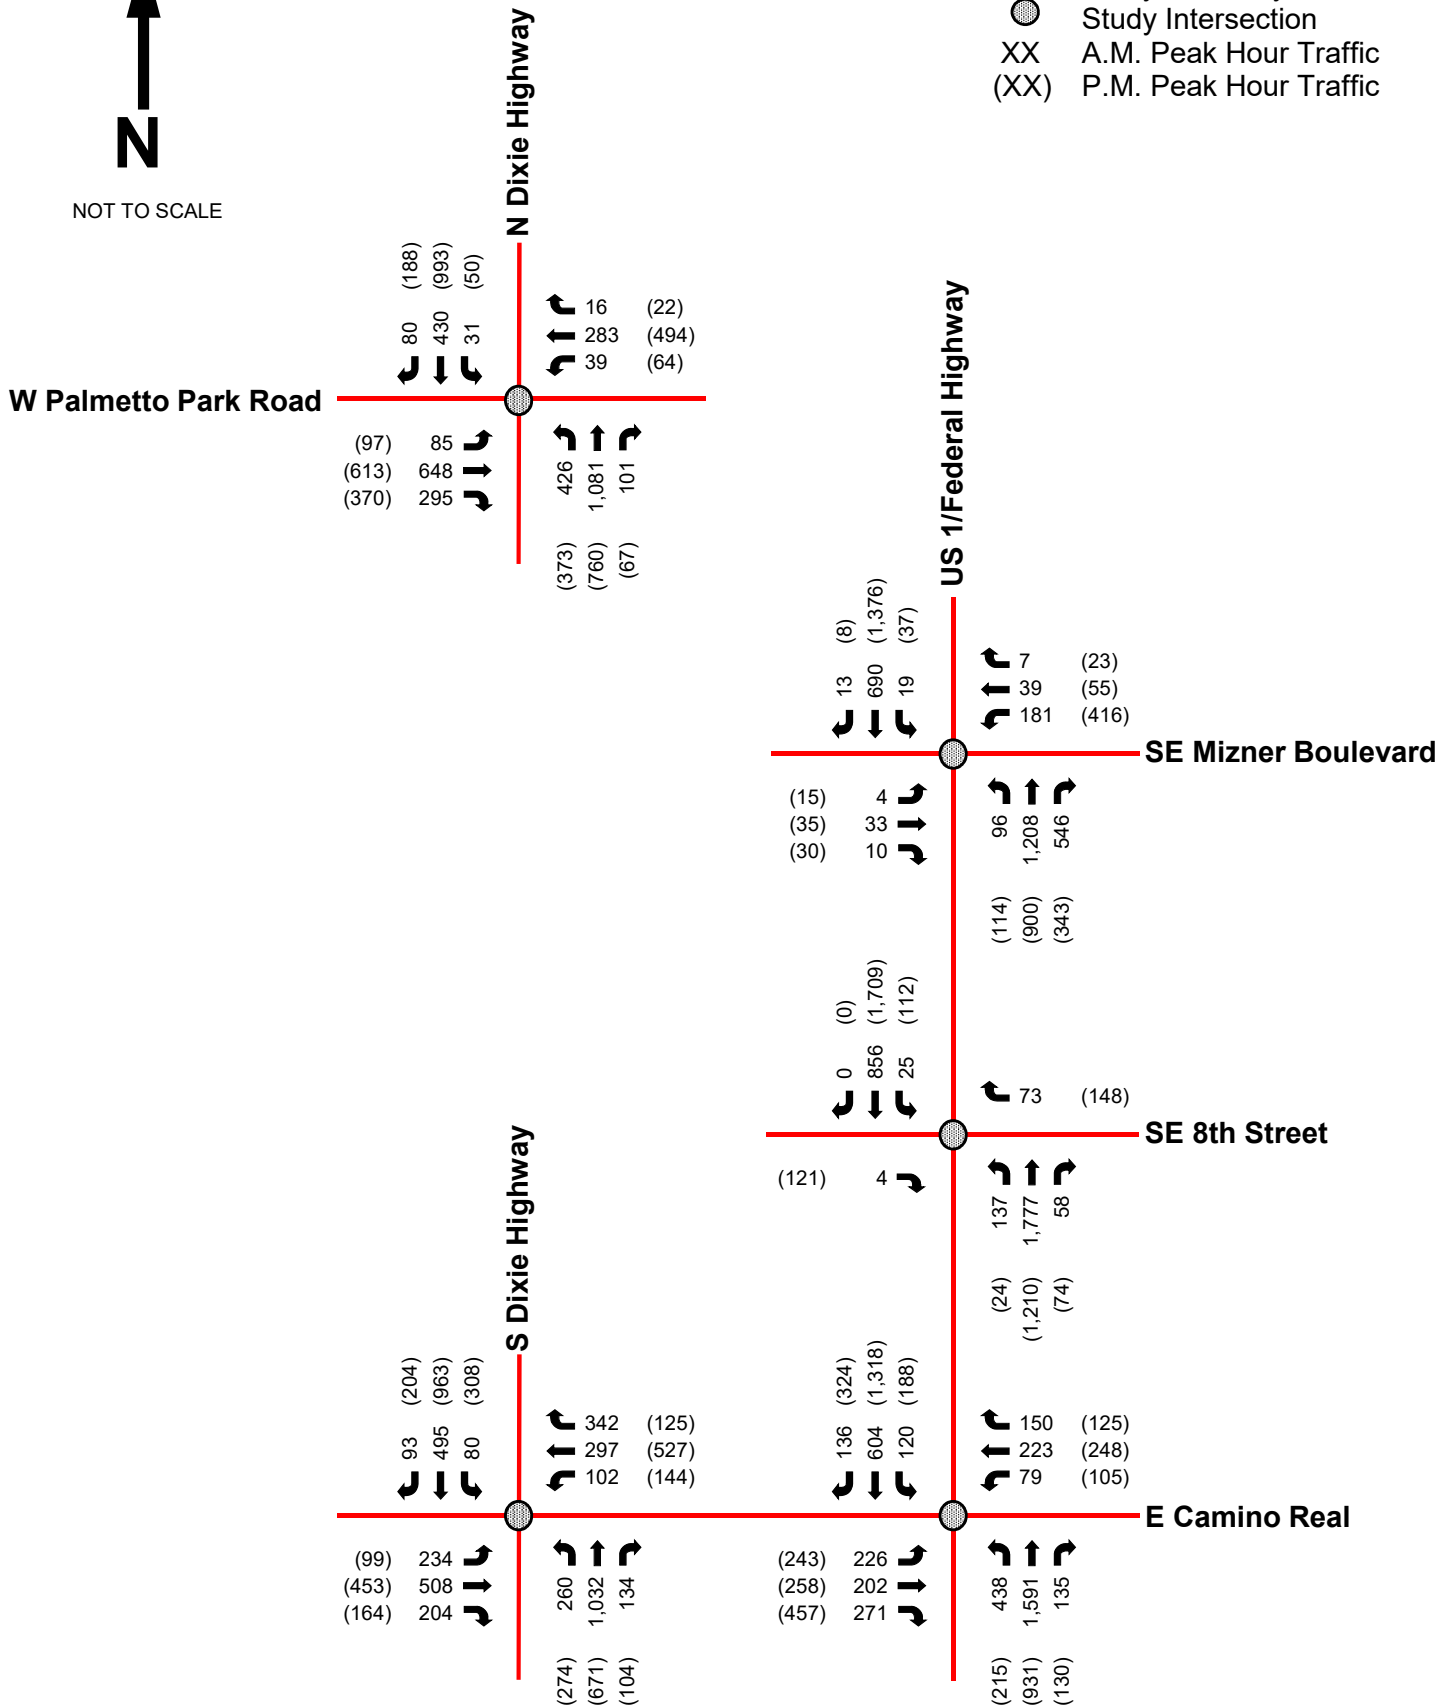 Study Intersection
XX A.M. Peak Hour Traffic
(XX) P.M. Peak Hour Traffic
N
NOT TO SCALE
N Dixie Highway
(188) (993) (50)
80 430 31
16 (22)
283 (494)
39 (64)
W Palmetto Park Road
(97) 85
(613) 648
(370) 295
426 1,081 101
(373) (760) (67)
US 1/Federal Highway
(8) (1,376) (37)
13 690 19
7 (23)
39 (55)
181 (416)
SE Mizner Boulevard
(15) 4
(35) 33
(30) 10
96 1,208 546
(114) (900) (343)
(0) (1,709) (112)
0 856 25
73 (148)
SE 8th Street
(121) 4
137 1,777 58
(24) (1,210) (74)
S Dixie Highway
(204) (963) (308)
93 495 80
342 (125)
297 (527)
102 (144)
(324) (1,318) (188)
136 604 120
150 (125)
223 (248)
79 (105)
E Camino Real
(99) 234
(453) 508
(164) 204
260 1,032 134
(274) (671) (104)
(243) 226
(258) 202
(457) 271
438 1,591 135
(215) (931) (130)